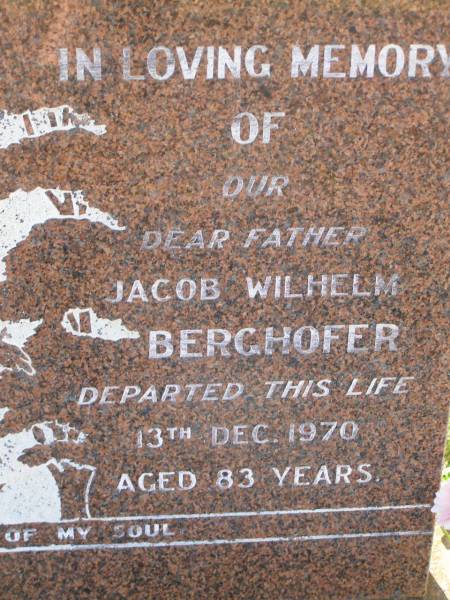 IN LOVING MEMORY
OF
OUR
DEAR FATHER
JACOB WILHELM
BERGHOFER
DEPARTED THIS LIFE
13TH DEC. 1970
AGED 83 YEARS.
OF MY SOUL